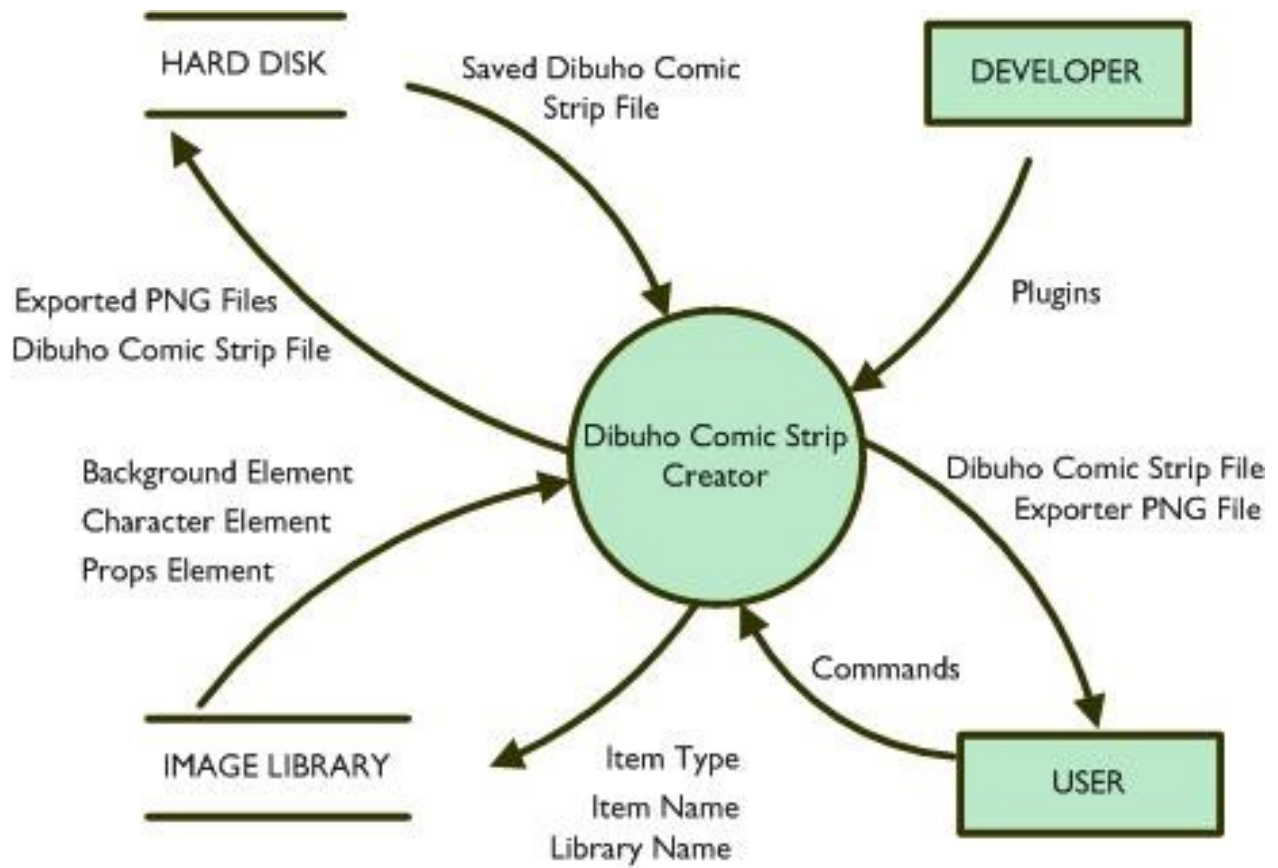 HARD DISK
Saved Dibuho Comic
Strip File
DEVELOPER
Exported PNG Files
Dibuho Comic Strip File
Plugins
Dibuho Comic Strip
Creator
Background Element
Character Element
Props Element
Dibuho Comic Strip File
Exporter PNG File
Commands
IMAGE LIBRARY
Item Type
Item Name
Library Name
USER